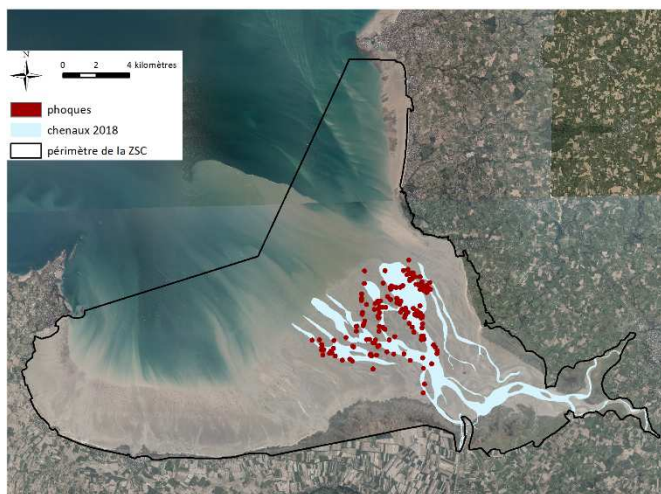 N
0 2 4 kilomètres
phoques
chenaux 2018
périmètre de la ZSC